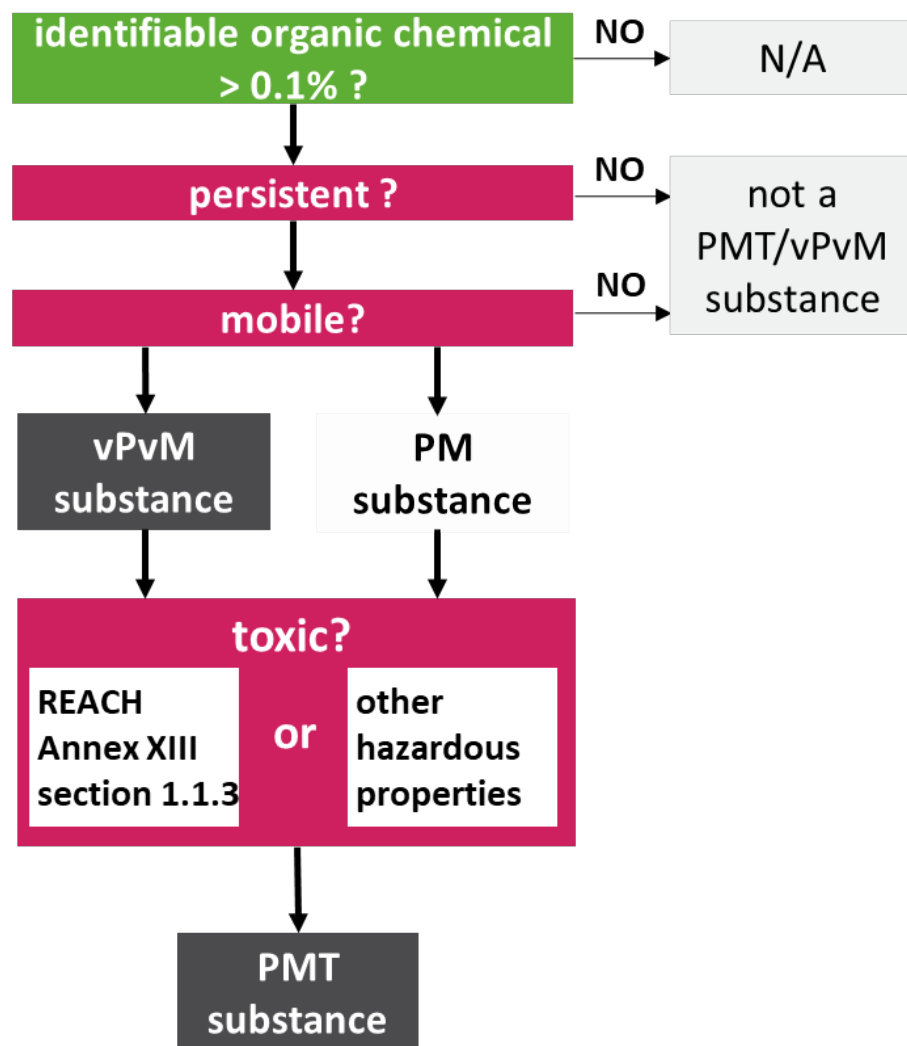 identifiable organic chemical
> 0.1% ?
NO
N/A
persistent ?
NO
not a
PMT/vPvM
substance
mobile?
NO
vPvM
substance
PM
substance
toxic?
REACH
Annex XIII
section 1.1.3
or
other
hazardous
properties
PMT
substance